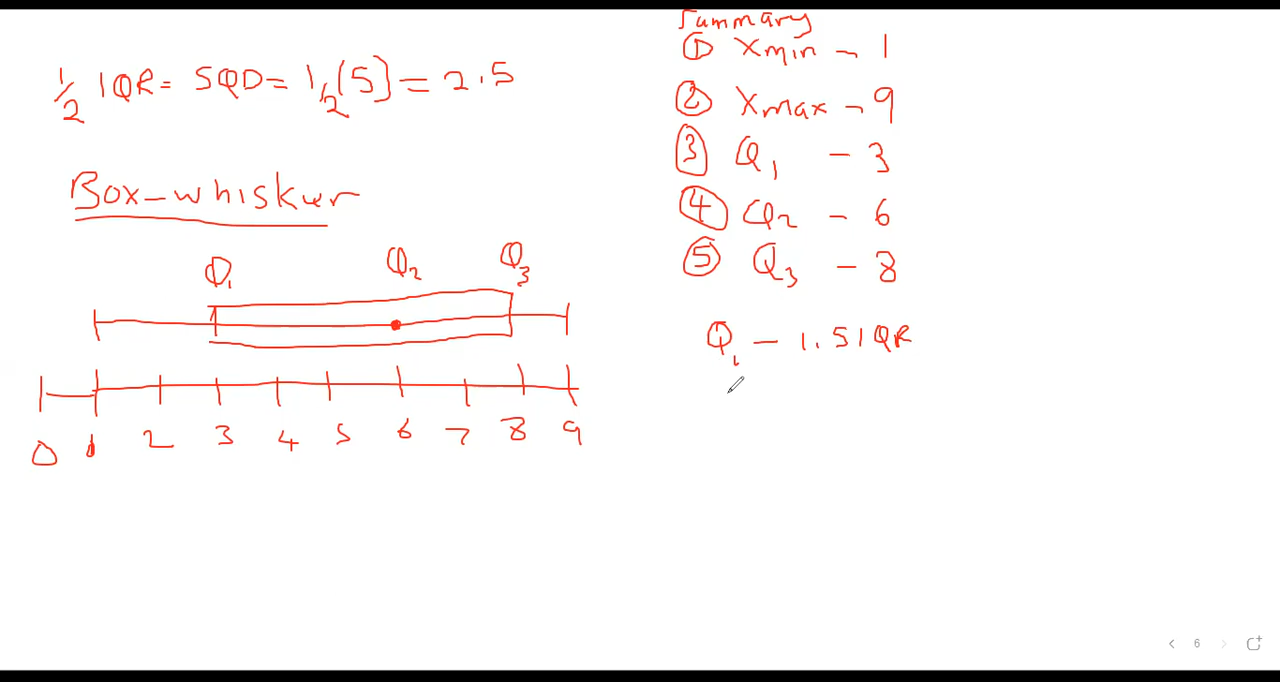 ½ IQR = SQD = ½(5) = 2.5
Box-whisker
Q₁ Q₂ Q₃
0 1 2 3 4 5 6 7 8 9
Summary
① Xmin - 1
② Xmax - 9
③ Q₁ - 3
④ Q₂ - 6
⑤ Q₃ - 8
Q₁ - 1.5IQR
6